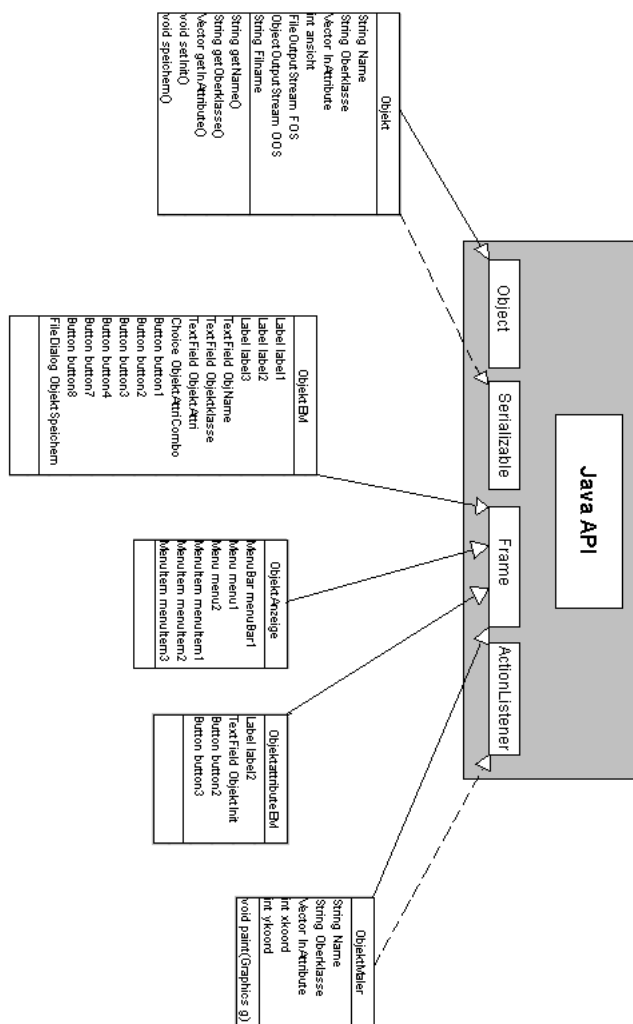 Java API
Object
Serializable
Frame
ActionListener
Objekt
String Name
String Oberklasse
Vector InAttribute
int ansicht
FileOutputStream FOS
ObjectOutputStream OOS
String Filname
String getName()
String getOberklasse()
Vector getInAttribute()
void setInit()
void speichern()
ObjektEM
Label label1
Label label2
Label label3
TextField ObjName
TextField Objektklasse
TextField ObjektAttri
Choice ObjektAttriCombo
Button button1
Button button2
Button button3
Button button4
Button button7
Button button8
FileDialog ObjektSpeichern
ObjektAnzeige
MenuBar menuBar1
Menu menu1
Menu menu2
MenuItem menuItem1
MenuItem menuItem2
MenuItem menuItem3
ObjektattributeEM
Label label2
TextField ObjektInit
Button button2
Button button3
ObjektMaler
String Name
String Oberklasse
Vector InAttribute
int xkoord
int ykoord
void paint(Graphics g)